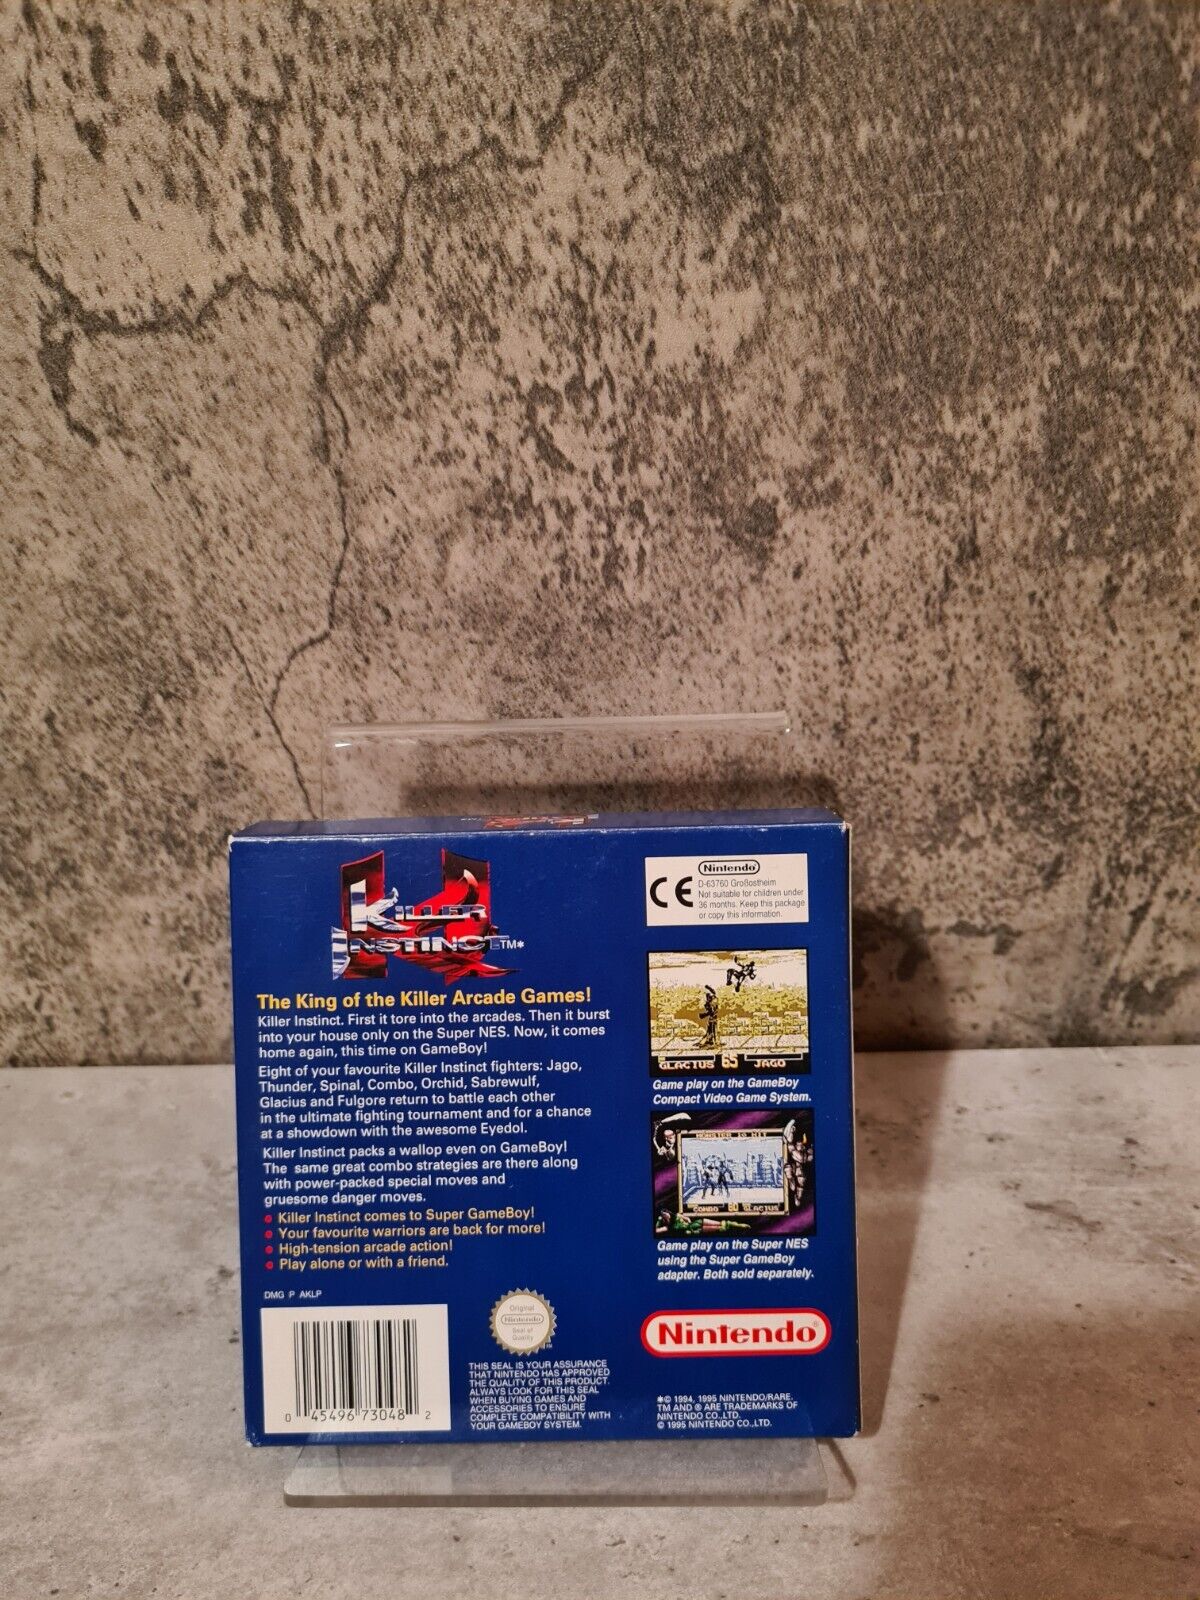 KILLER
INSTINCT TM*
The King of the Killer Arcade Games!
Killer Instinct. First it tore into the arcades. Then it burst
into your house only on the Super NES. Now, it comes
home again, this time on GameBoy!
Eight of your favourite Killer Instinct fighters: Jago,
Thunder, Spinal, Combo, Orchid, Sabrewulf,
Glacius and Fulgore return to battle each other
in the ultimate fighting tournament and for a chance
at a showdown with the awesome Eyedol.
Killer Instinct packs a wallop even on GameBoy!
The same great combo strategies are there along
with power-packed special moves and
gruesome danger moves.
Killer Instinct comes to Super GameBoy!
Your favourite warriors are back for more!
High-tension arcade action!
Play alone or with a friend.
DMG P AKLP
0 45496 73048 2
Original
Nintendo
Seal of
Quality
TM
THIS SEAL IS YOUR ASSURANCE
THAT NINTENDO HAS APPROVED
THE QUALITY OF THIS PRODUCT.
ALWAYS LOOK FOR THIS SEAL
WHEN BUYING GAMES AND
ACCESSORIES TO ENSURE
COMPLETE COMPATIBILITY WITH
YOUR GAMEBOY SYSTEM.
CE
Nintendo
D-63760 Großostheim
Not suitable for children under
36 months. Keep this package
or copy this information.
GLACIUS 65 JAGO
Game play on the GameBoy
Compact Video Game System.
MONSTER 10 HIT
COMBO 80 GLACIUS
Game play on the Super NES
using the Super GameBoy
adapter. Both sold separately.
Nintendo®
*© 1994, 1995 NINTENDO/RARE.
TM AND ® ARE TRADEMARKS OF
NINTENDO CO.,LTD.
© 1995 NINTENDO CO.,LTD.